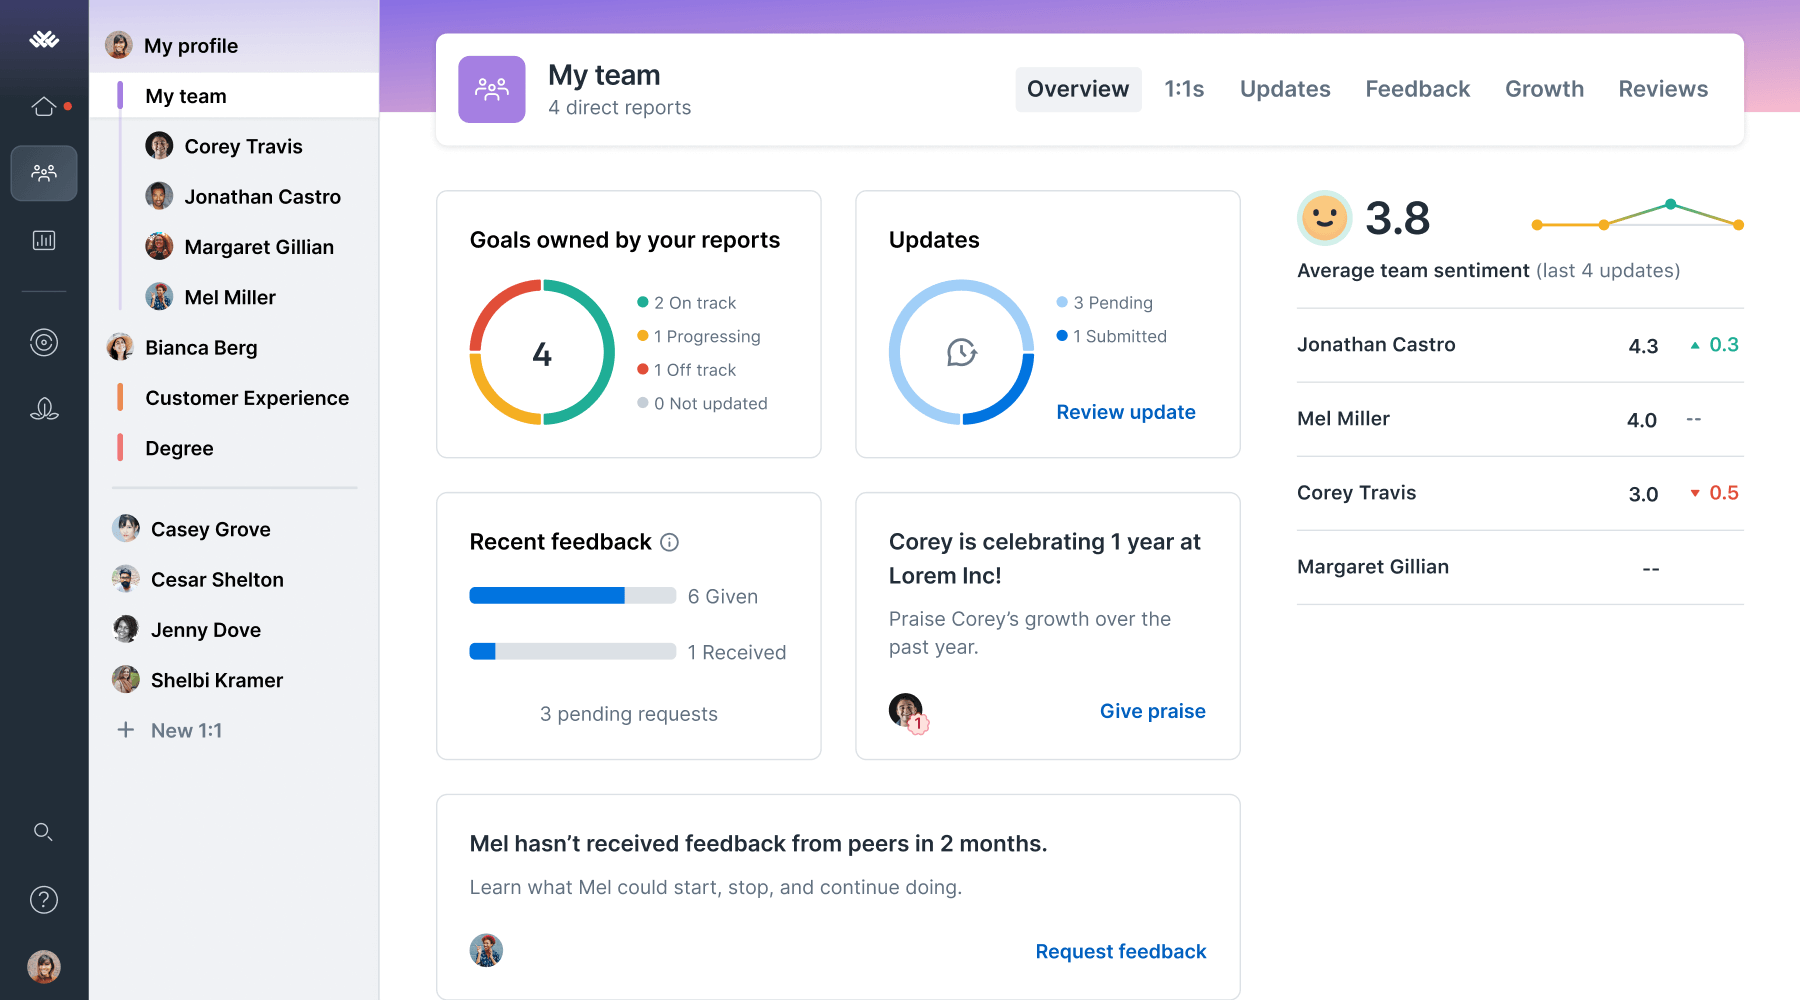 My profile
My team
Corey Travis
Jonathan Castro
Margaret Gillian
Mel Miller
Bianca Berg
Customer Experience
Degree
Casey Grove
Cesar Shelton
Jenny Dove
Shelbi Kramer
New 1:1
My team
4 direct reports
Overview
1:1s
Updates
Feedback
Growth
Reviews
Goals owned by your reports
4
2 On track
1 Progressing
1 Off track
0 Not updated
Updates
3 Pending
1 Submitted
Review update
Recent feedback
6 Given
1 Received
3 pending requests
Corey is celebrating 1 year at
Lorem Inc!
Praise Corey’s growth over the
past year.
1
Give praise
Mel hasn’t received feedback from peers in 2 months.
Learn what Mel could start, stop, and continue doing.
Request feedback
3.8
Average team sentiment (last 4 updates)
Jonathan Castro 4.3 ▲ 0.3
Mel Miller 4.0 --
Corey Travis 3.0 ▼ 0.5
Margaret Gillian --